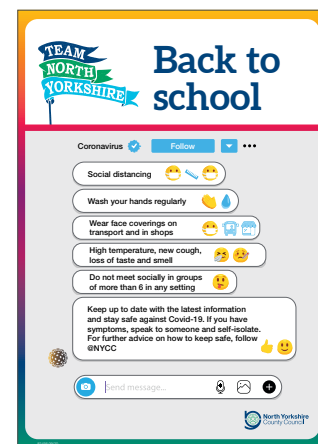 TEAM
NORTH
YORKSHIRE
Back to
school
Coronavirus
Follow
Social distancing
Wash your hands regularly
Wear face coverings on
transport and in shops
High temperature, new cough,
loss of taste and smell
Do not meet socially in groups
of more than 6 in any setting
Keep up to date with the latest information
and stay safe against Covid-19. If you have
symptoms, speak to someone and self-isolate.
For further advice on how to keep safe, follow
@NYCC
Send message...
North Yorkshire
County Council